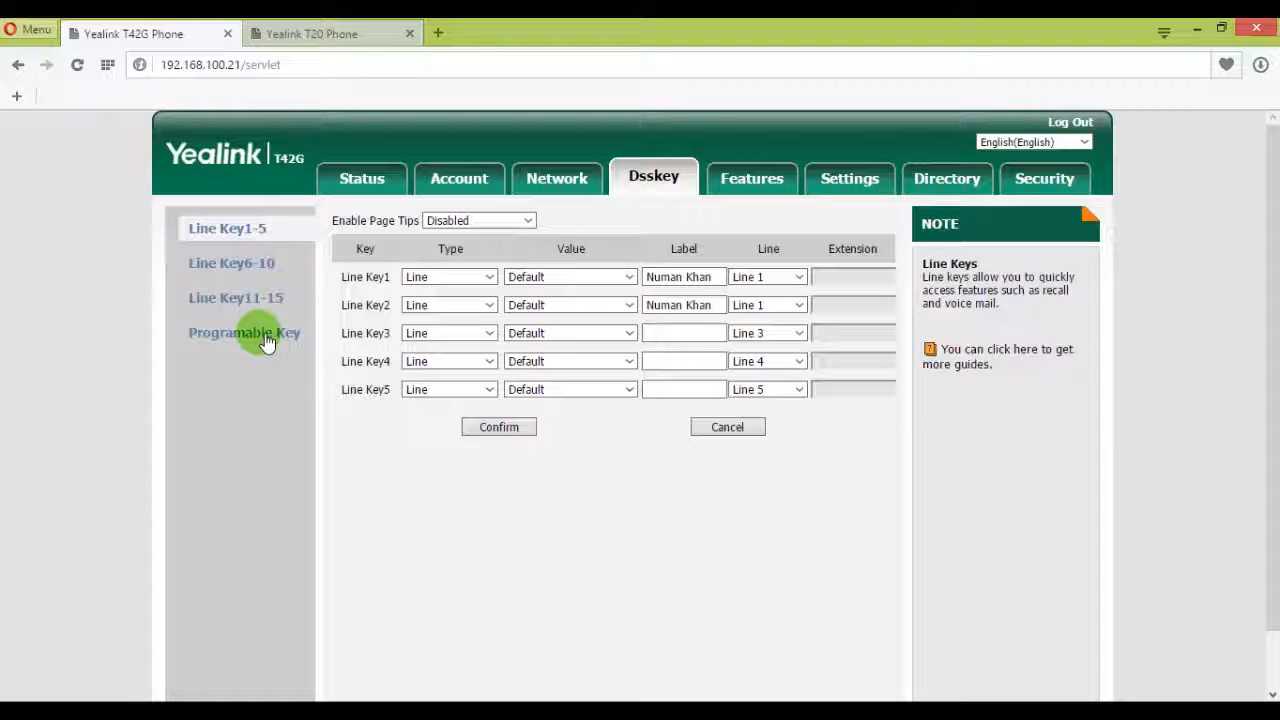 Menu
Yealink T42G Phone
Yealink T20 Phone
192.168.100.21/servlet
Log Out
Yealink | T42G
English(English)
Status
Account
Network
Dsskey
Features
Settings
Directory
Security
Line Key1-5
Line Key6-10
Line Key11-15
Programable Key
Enable Page Tips Disabled
Key Type Value Label Line Extension
Line Key1 Line Default Numan Khan Line 1
Line Key2 Line Default Numan Khan Line 1
Line Key3 Line Default Line 3
Line Key4 Line Default Line 4
Line Key5 Line Default Line 5
Confirm Cancel
NOTE
Line Keys
Line keys allow you to quickly
access features such as recall
and voice mail.
You can click here to get
more guides.